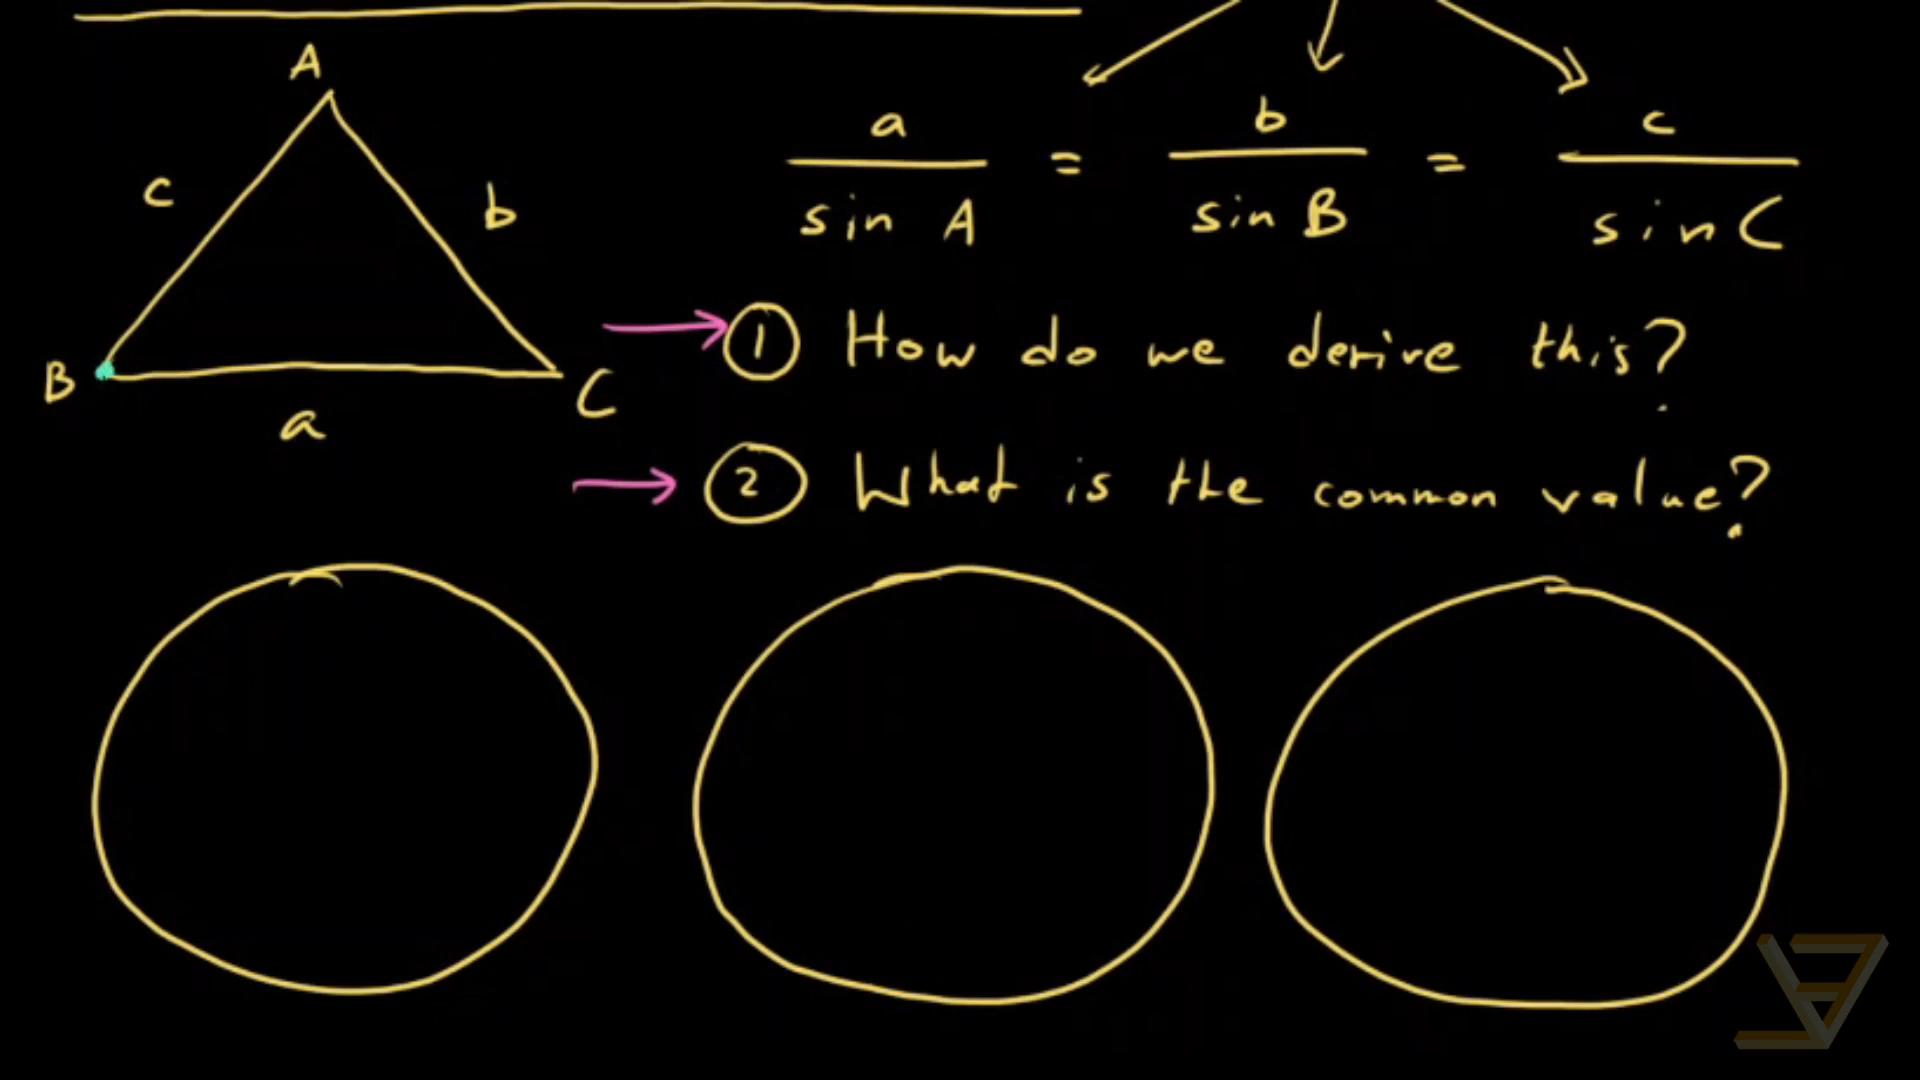 A
c
b
B
C
a
a / sin A = b / sin B = c / sin C
① How do we derive this?
② What is the common value?